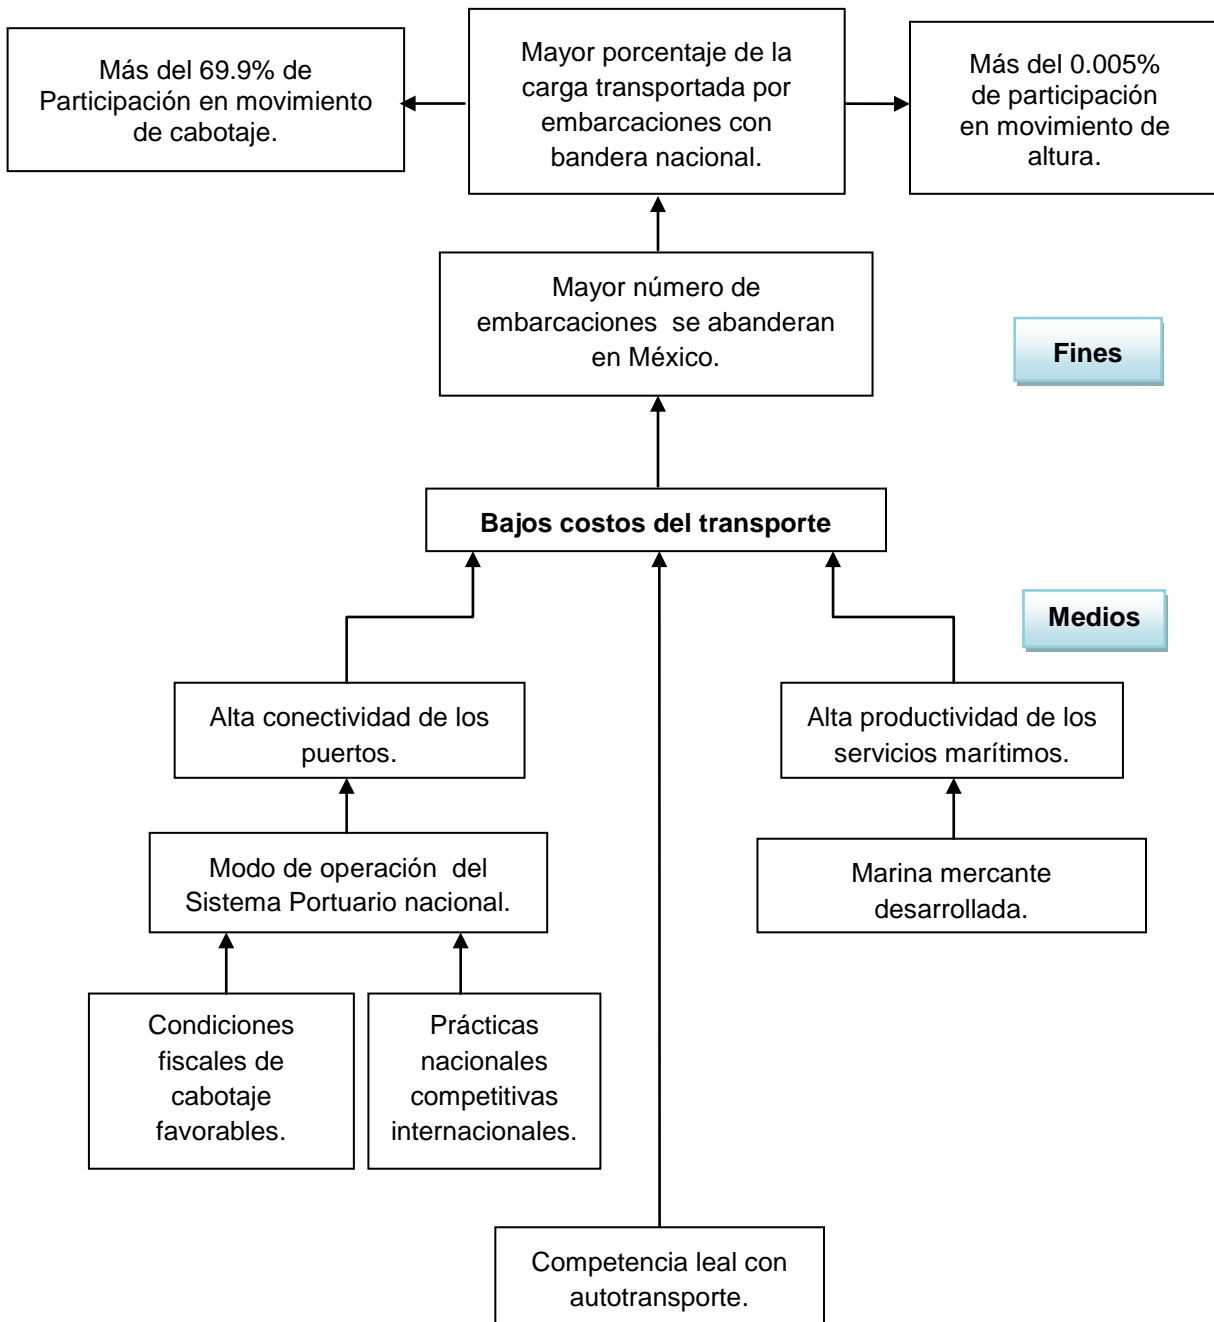 Más del 69.9% de
Participación en movimiento
de cabotaje.
Mayor porcentaje de la
carga transportada por
embarcaciones con
bandera nacional.
Más del 0.005%
de participación
en movimiento de
altura.
Mayor número de
embarcaciones se abanderan
en México.
Fines
Bajos costos del transporte
Medios
Alta conectividad de los
puertos.
Alta productividad de los
servicios marítimos.
Modo de operación del
Sistema Portuario nacional.
Marina mercante
desarrollada.
Condiciones
fiscales de
cabotaje
favorables.
Prácticas
nacionales
competitivas
internacionales.
Competencia leal con
autotransporte.